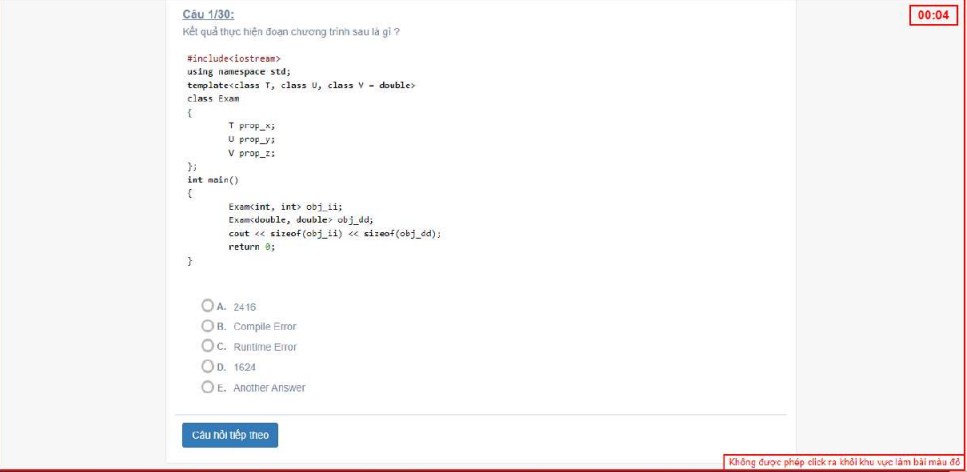 Câu 1/30:
00:04
Kết quả thực hiện đoạn chương trình sau là gì ?
#include<iostream>
using namespace std;
template<class T, class U, class V = double>
class Exam
{
T prop_x;
U prop_y;
V prop_z;
};
int main()
{
Exam<int, int> obj_ii;
Exam<double, double> obj_dd;
cout << sizeof(obj_ii) << sizeof(obj_dd);
return 0;
}
A. 2416
B. Compile Error
C. Runtime Error
D. 1624
E. Another Answer
Câu hỏi tiếp theo
Không được phép click ra khỏi khu vực làm bài màu đỏ